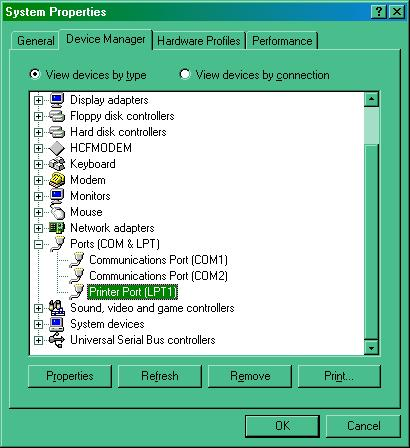 System Properties
General Device Manager Hardware Profiles Performance
View devices by type View devices by connection
Display adapters
Floppy disk controllers
Hard disk controllers
HCFMODEM
Keyboard
Modem
Monitors
Mouse
Network adapters
Ports (COM & LPT)
Communications Port (COM1)
Communications Port (COM2)
Printer Port (LPT1)
Sound, video and game controllers
System devices
Universal Serial Bus controllers
Properties Refresh Remove Print...
OK Cancel